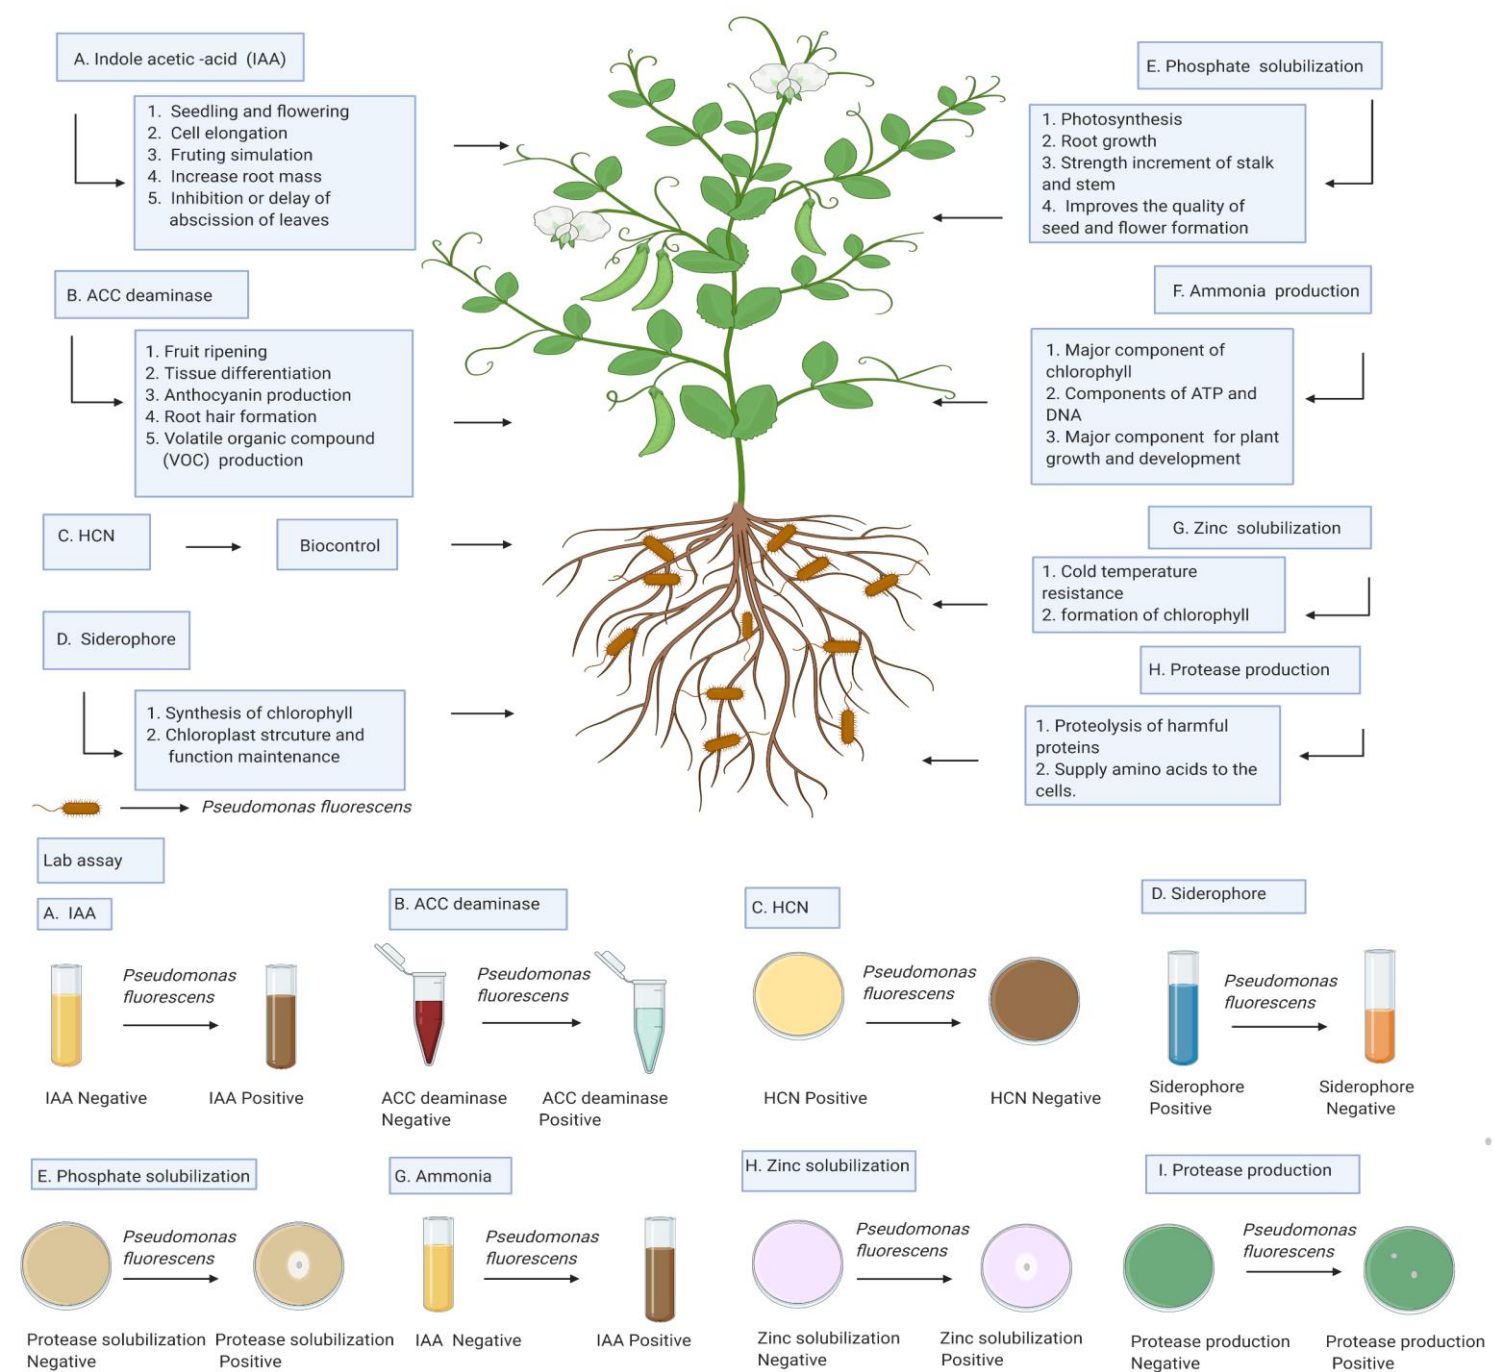 A. Indole acetic -acid (IAA)
1. Seedling and flowering
2. Cell elongation
3. Fruting simulation
4. Increase root mass
5. Inhibition or delay of
abscission of leaves
B. ACC deaminase
1. Fruit ripening
2. Tissue differentiation
3. Anthocyanin production
4. Root hair formation
5. Volatile organic compound
(VOC) production
C. HCN
Biocontrol
D. Siderophore
1. Synthesis of chlorophyll
2. Chloroplast strcuture and
function maintenance
Pseudomonas fluorescens
E. Phosphate solubilization
1. Photosynthesis
2. Root growth
3. Strength increment of stalk
and stem
4. Improves the quality of
seed and flower formation
F. Ammonia production
1. Major component of
chlorophyll
2. Components of ATP and
DNA
3. Major component for plant
growth and development
G. Zinc solubilization
1. Cold temperature
resistance
2. formation of chlorophyll
H. Protease production
1. Proteolysis of harmful
proteins
2. Supply amino acids to the
cells.
Lab assay
A. IAA
Pseudomonas
fluorescens
IAA Negative
IAA Positive
B. ACC deaminase
Pseudomonas
fluorescens
ACC deaminase
Negative
ACC deaminase
Positive
C. HCN
Pseudomonas
fluorescens
HCN Positive
HCN Negative
D. Siderophore
Pseudomonas
fluorescens
Siderophore
Positive
Siderophore
Negative
E. Phosphate solubilization
Pseudomonas
fluorescens
Protease solubilization
Negative
Protease solubilization
Positive
G. Ammonia
Pseudomonas
fluorescens
IAA Negative
IAA Positive
H. Zinc solubilization
Pseudomonas
fluorescens
Zinc solubilization
Negative
Zinc solubilization
Positive
I. Protease production
Pseudomonas
fluorescens
Protease production
Negative
Protease production
Positive